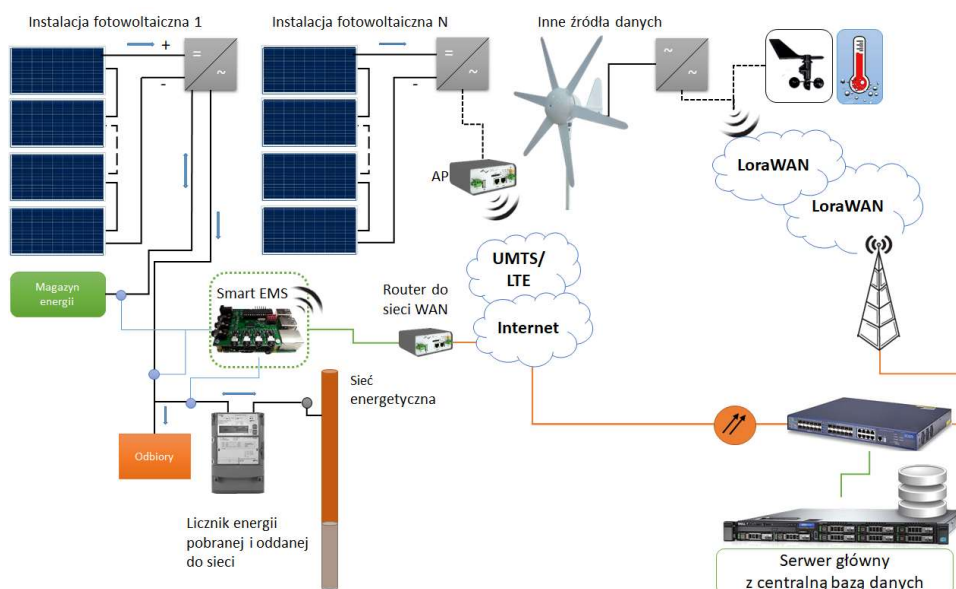 Instalacja fotowoltaiczna 1
Instalacja fotowoltaiczna N
Inne źródła danych
+
-
=
~
-
=
~
~
~
AP
LoraWAN
LoraWAN
UMTS/
LTE
Internet
Magazyn
energii
Smart EMS
Router do
sieci WAN
Sieć
energetyczna
Odbiory
Licznik energii
pobranej i oddanej
do sieci
Serwer główny
z centralną bazą danych